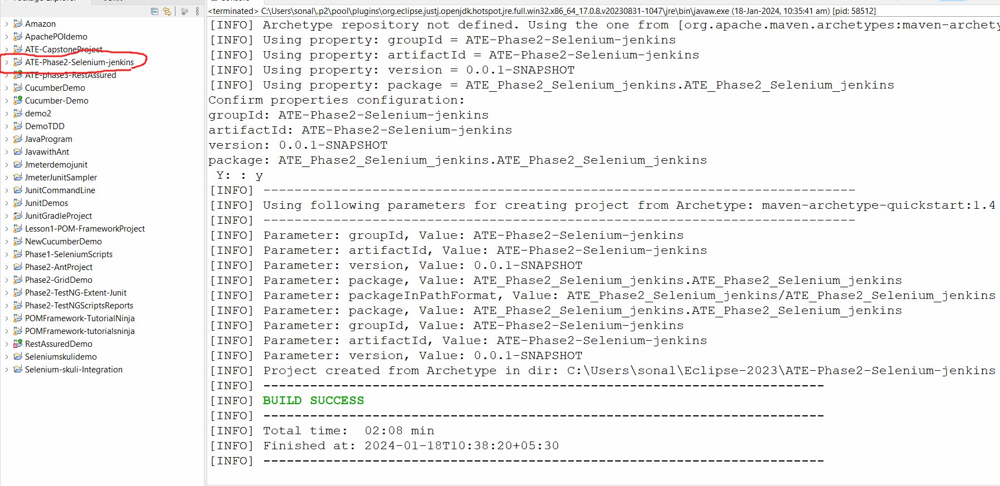 <terminated> C:\Users\sonal\.p2\pool\plugins\org.eclipse.justj.openjdk.hotspot.jre.full.win32.x86_64_17.0.8.v20230831-1047\jre\bin\javaw.exe (18-Jan-2024, 10:35:41 am) [pid: 58512]
Amazon
ApachePOIdemo
ATE-CapstoneProject
ATE-Phase2-Selenium-jenkins
ATE-phase3-RestAssured
CucumberDemo
Cucumber-Demo
demo2
DemoTDD
JavaProgram
JavawithAnt
Jmeterdemojunit
JmeterJunitSampler
JunitCommandLine
JunitDemos
JunitGradleProject
Lesson1-POM-FrameworkProject
NewCucumberDemo
Phase1-SeleniumScripts
Phase2-AntProject
Phase2-GridDemo
Phase2-TestNG-Extent-Junit
Phase2-TestNGScriptsReports
POMFramework-TutorialNinja
POMFramework-tutorialsninja
RestAssuredDemo
Seleniumskulidemo
Selenium-skuli-Integration
[INFO] Archetype repository not defined. Using the one from [org.apache.maven.archetypes:maven-archety
[INFO] Using property: groupId = ATE-Phase2-Selenium-jenkins
[INFO] Using property: artifactId = ATE-Phase2-Selenium-jenkins
[INFO] Using property: version = 0.0.1-SNAPSHOT
[INFO] Using property: package = ATE_Phase2_Selenium_jenkins.ATE_Phase2_Selenium_jenkins
Confirm properties configuration:
groupId: ATE-Phase2-Selenium-jenkins
artifactId: ATE-Phase2-Selenium-jenkins
version: 0.0.1-SNAPSHOT
package: ATE_Phase2_Selenium_jenkins.ATE_Phase2_Selenium_jenkins
Y: : y
[INFO] ----------------------------------------------------------------------------
[INFO] Using following parameters for creating project from Archetype: maven-archetype-quickstart:1.4
[INFO] ----------------------------------------------------------------------------
[INFO] Parameter: groupId, Value: ATE-Phase2-Selenium-jenkins
[INFO] Parameter: artifactId, Value: ATE-Phase2-Selenium-jenkins
[INFO] Parameter: version, Value: 0.0.1-SNAPSHOT
[INFO] Parameter: package, Value: ATE_Phase2_Selenium_jenkins.ATE_Phase2_Selenium_jenkins
[INFO] Parameter: packageInPathFormat, Value: ATE_Phase2_Selenium_jenkins/ATE_Phase2_Selenium_jenkins
[INFO] Parameter: package, Value: ATE_Phase2_Selenium_jenkins.ATE_Phase2_Selenium_jenkins
[INFO] Parameter: groupId, Value: ATE-Phase2-Selenium-jenkins
[INFO] Parameter: artifactId, Value: ATE-Phase2-Selenium-jenkins
[INFO] Parameter: version, Value: 0.0.1-SNAPSHOT
[INFO] Project created from Archetype in dir: C:\Users\sonal\Eclipse-2023\ATE-Phase2-Selenium-jenkins
[INFO] ------------------------------------------------------------------------
[INFO] BUILD SUCCESS
[INFO] ------------------------------------------------------------------------
[INFO] Total time:  02:08 min
[INFO] Finished at: 2024-01-18T10:38:20+05:30
[INFO] ------------------------------------------------------------------------